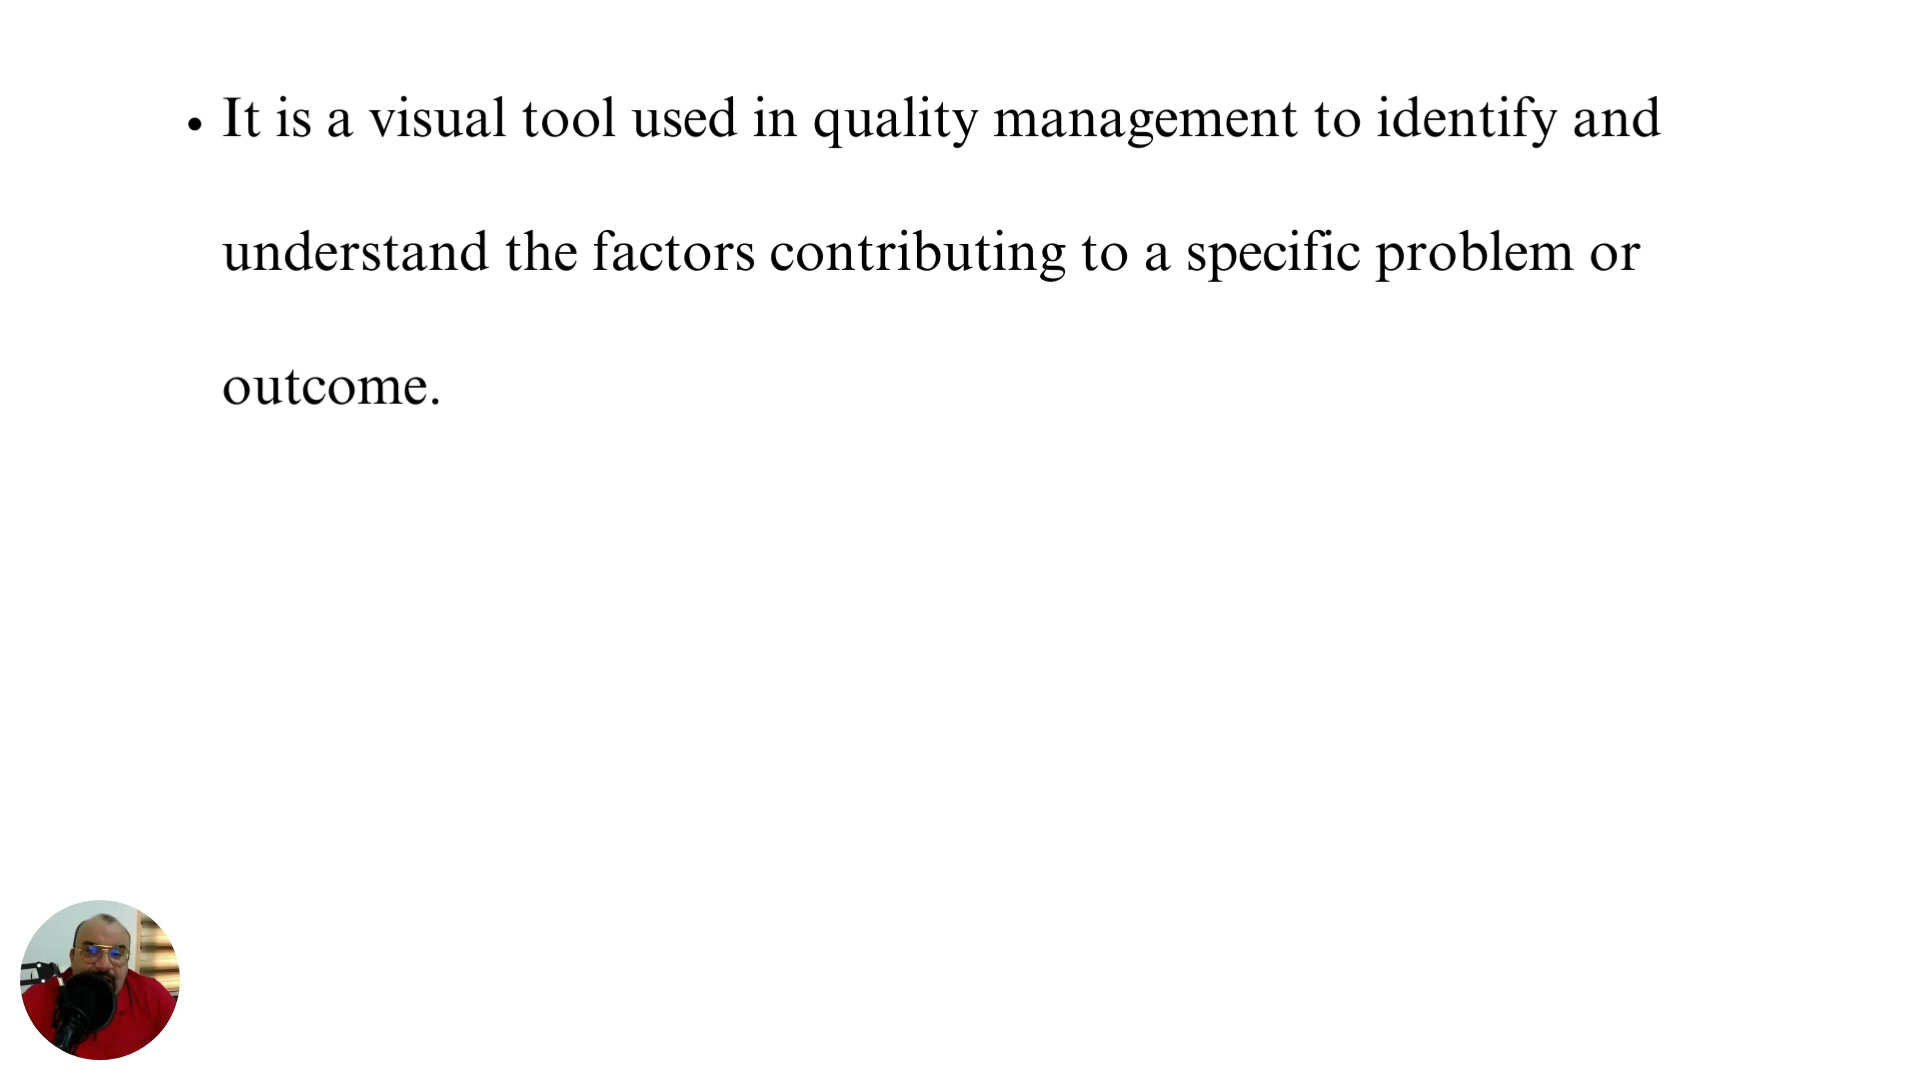 • It is a visual tool used in quality management to identify and
understand the factors contributing to a specific problem or
outcome.